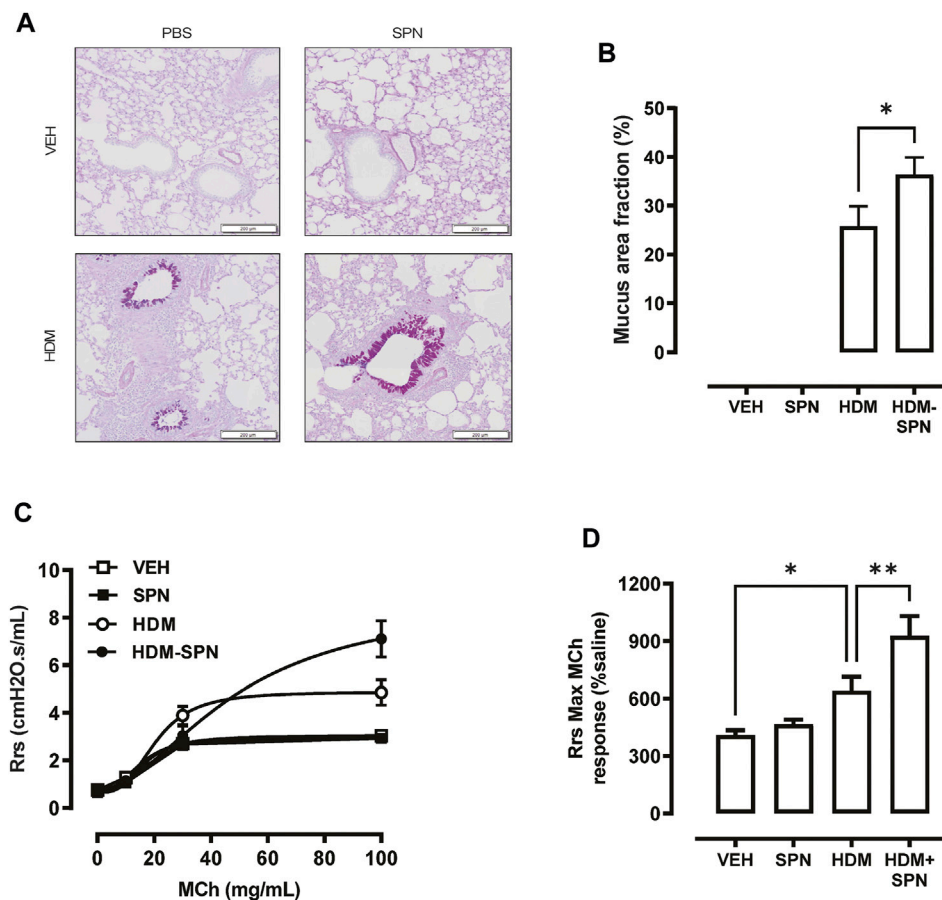 A
PBS
SPN
VEH
200 µm
200 µm
HDM
200 µm
200 µm
B
Mucus area fraction (%)
50
40
30
20
10
0
*
VEH
SPN
HDM
HDM-
SPN
C
Rrs (cmH2O.s/mL)
10
8
6
4
2
0
VEH
SPN
HDM
HDM-SPN
0
20
40
60
80
100
MCh (mg/mL)
D
Rrs Max MCh
response (%saline)
1200
900
600
300
0
*
**
VEH
SPN
HDM
HDM+
SPN